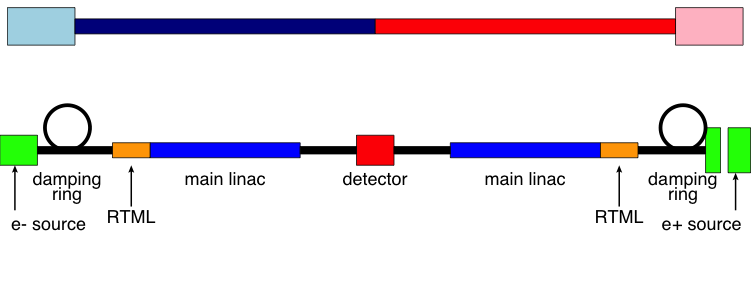 damping
ring
main linac
detector
main linac
damping
ring
RTML
RTML
e- source
e+ source